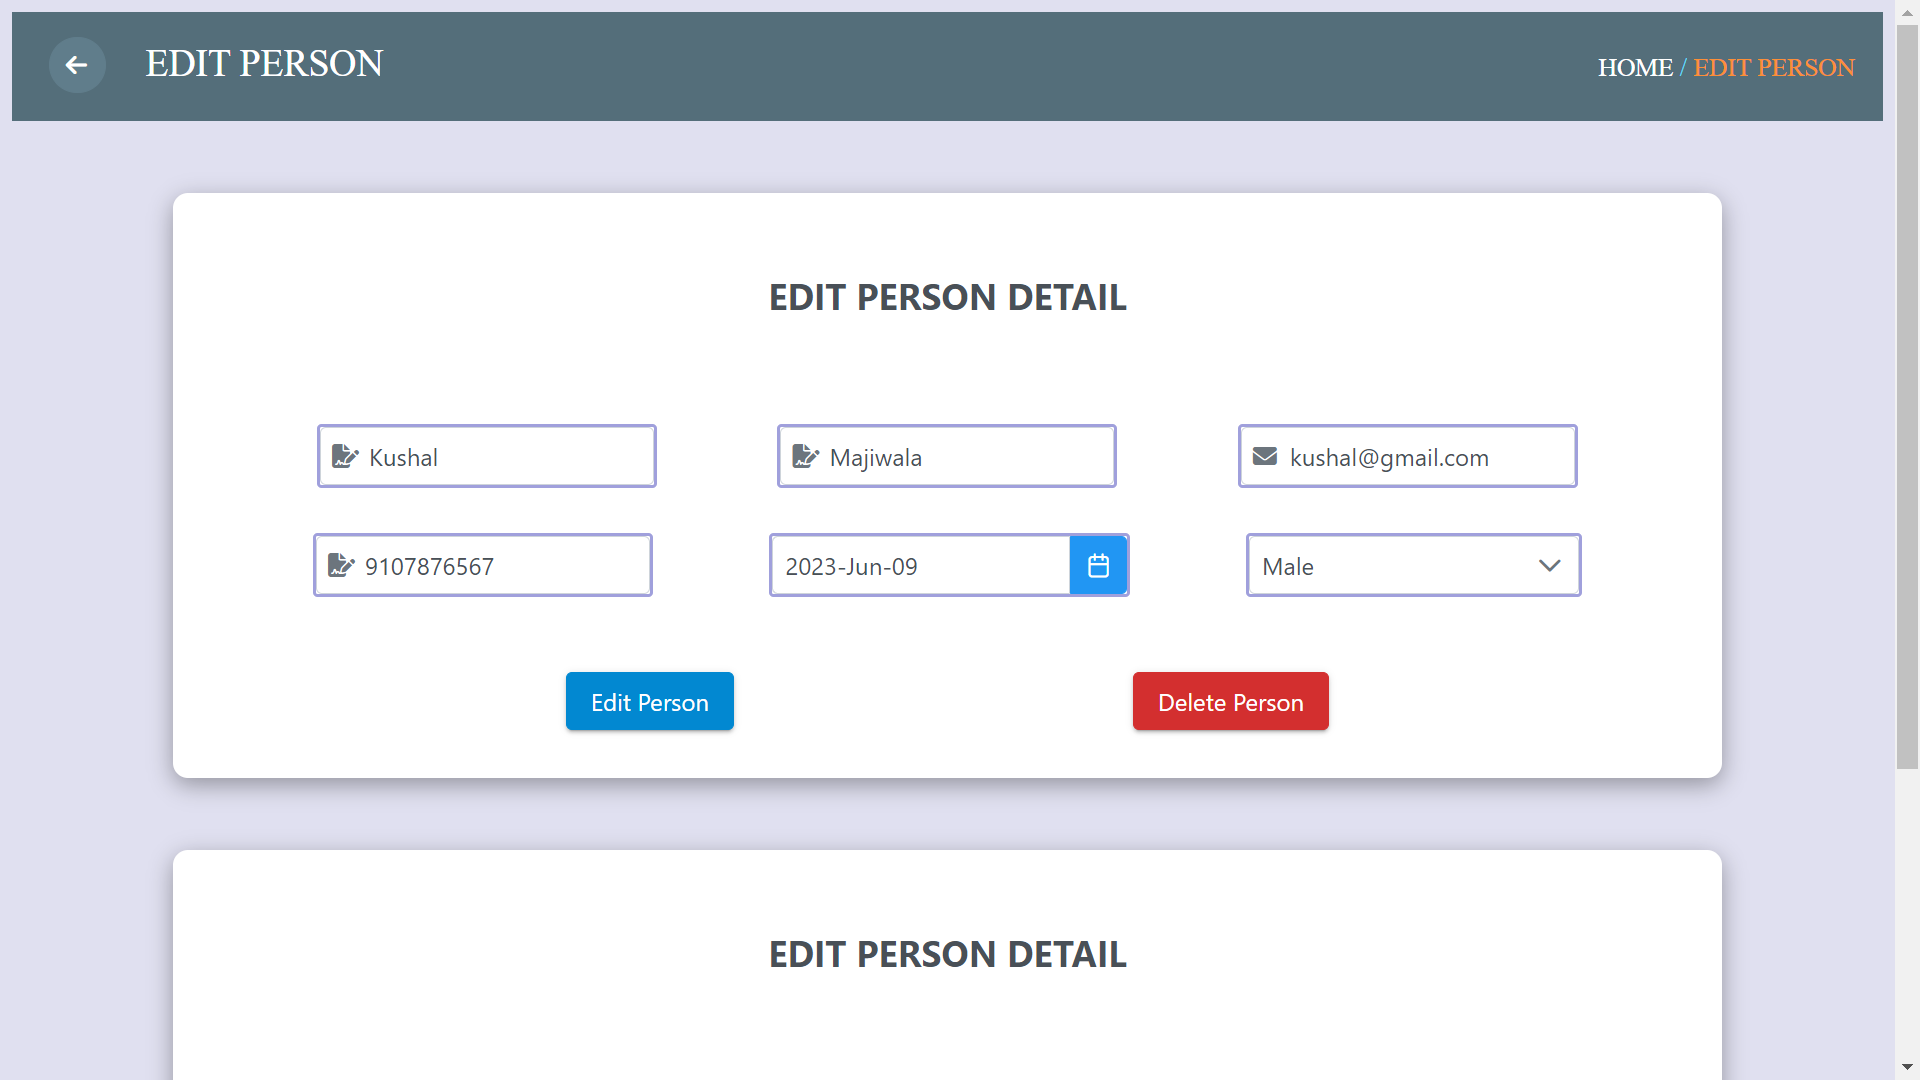 EDIT PERSON
HOME / EDIT PERSON
EDIT PERSON DETAIL
Kushal
Majiwala
kushal@gmail.com
9107876567
2023-Jun-09
Male
Edit Person
Delete Person
EDIT PERSON DETAIL